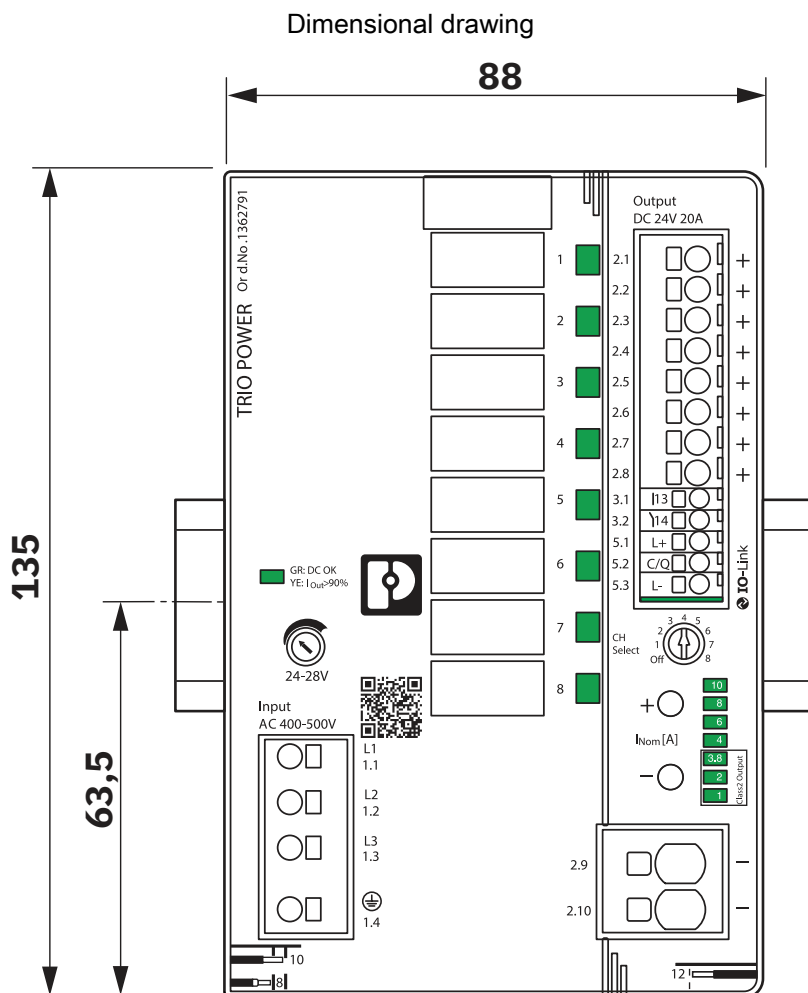 Dimensional drawing
88
135
63,5
TRIO POWER Or d.No.1362791
Output
DC 24V 20A
1
2
3
4
5
6
7
8
2.1 +
2.2 +
2.3 +
2.4 +
2.5 +
2.6 +
2.7 +
2.8 +
3.1 13
3.2 14
5.1 L+
5.2 C/Q
5.3 L-
IO-Link
GR: DC OK
YE: IOut>90%
24-28V
CH
Select
Off 1 2 3 4 5 6 7 8
Input
AC 400-500V
L1
1.1
L2
1.2
L3
1.3
1.4
+
INom [A]
–
10
8
6
4
3.8
2
1
Class2 Output
2.9 –
2.10 –
10
8
12